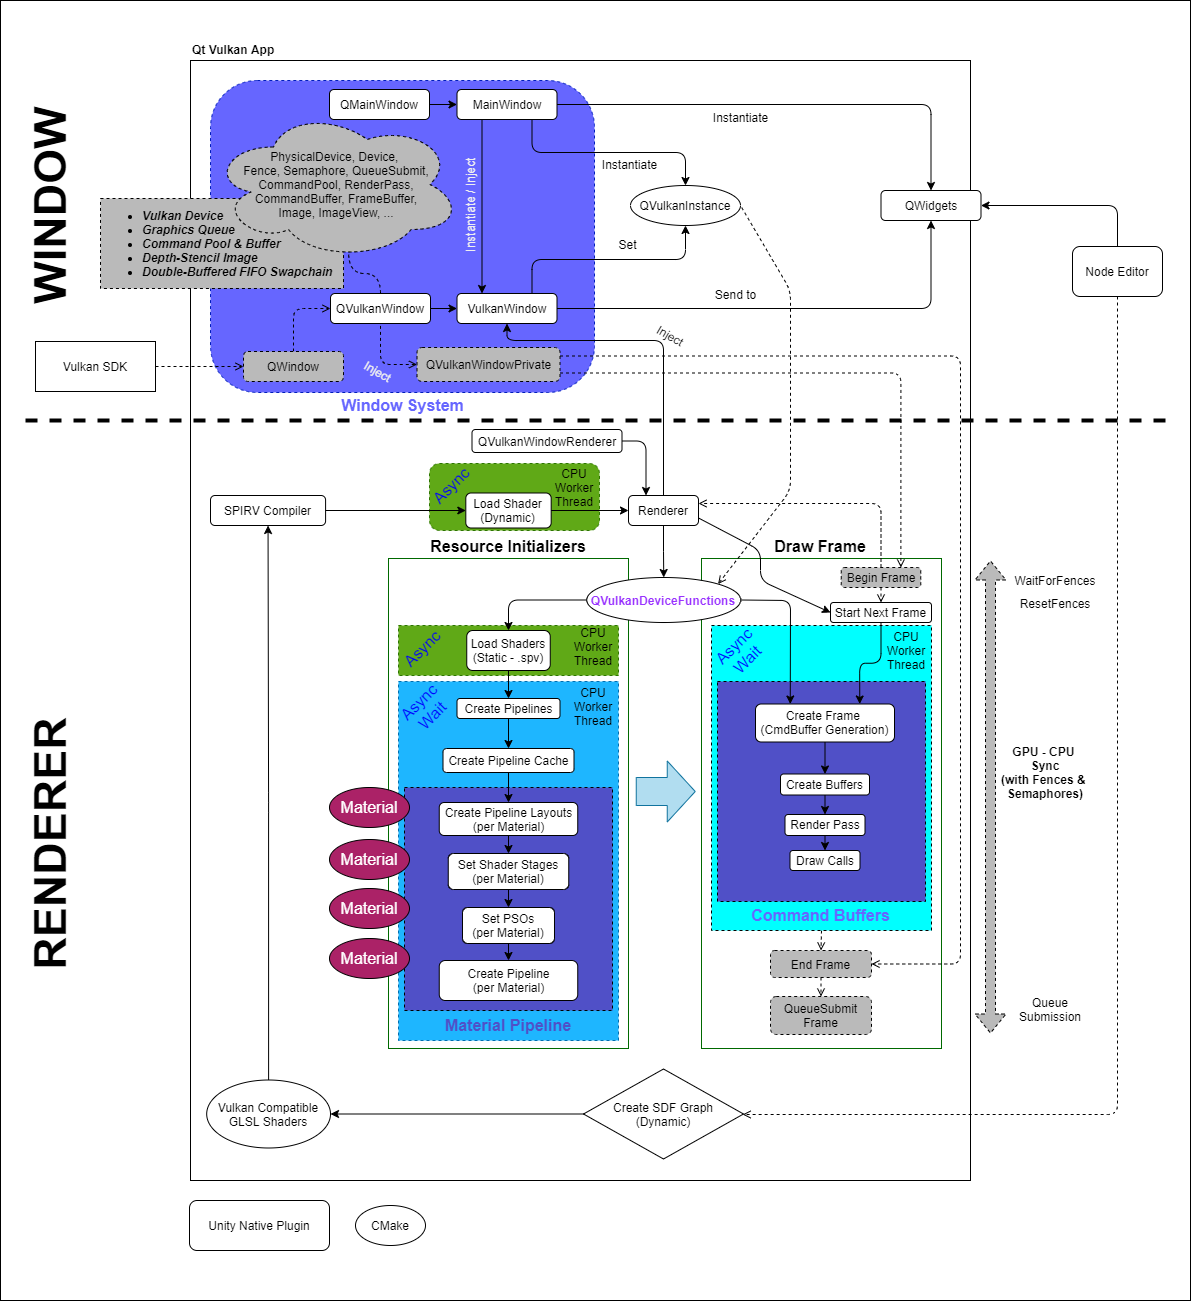 Qt Vulkan App
WINDOW
QMainWindow
MainWindow
Instantiate
PhysicalDevice, Device,
Fence, Semaphore, QueueSubmit,
CommandPool, RenderPass,
CommandBuffer, FrameBuffer,
Image, ImageView, ...
Instantiate / Inject
Instantiate
QVulkanInstance
QWidgets
Vulkan Device
Graphics Queue
Command Pool & Buffer
Depth-Stencil Image
Double-Buffered FIFO Swapchain
Set
Node Editor
QVulkanWindow
VulkanWindow
Send to
Inject
Vulkan SDK
QWindow
Inject
QVulkanWindowPrivate
Window System
RENDERER
QVulkanWindowRenderer
Async
CPU
Worker
Thread
SPIRV Compiler
Load Shader
(Dynamic)
Renderer
Resource Initializers
Draw Frame
Begin Frame
WaitForFences
QVulkanDeviceFunctions
Start Next Frame
ResetFences
Async
Load Shaders
(Static - .spv)
CPU
Worker
Thread
Async
Wait
CPU
Worker
Thread
Async
Wait
Create Pipelines
CPU
Worker
Thread
Create Frame
(CmdBuffer Generation)
Create Pipeline Cache
GPU - CPU
Sync
(with Fences &
Semaphores)
Create Buffers
Material
Create Pipeline Layouts
(per Material)
Render Pass
Material
Set Shader Stages
(per Material)
Draw Calls
Material
Set PSOs
(per Material)
Command Buffers
Material
Create Pipeline
(per Material)
End Frame
Material Pipeline
QueueSubmit
Frame
Queue
Submission
Vulkan Compatible
GLSL Shaders
Create SDF Graph
(Dynamic)
Unity Native Plugin
CMake